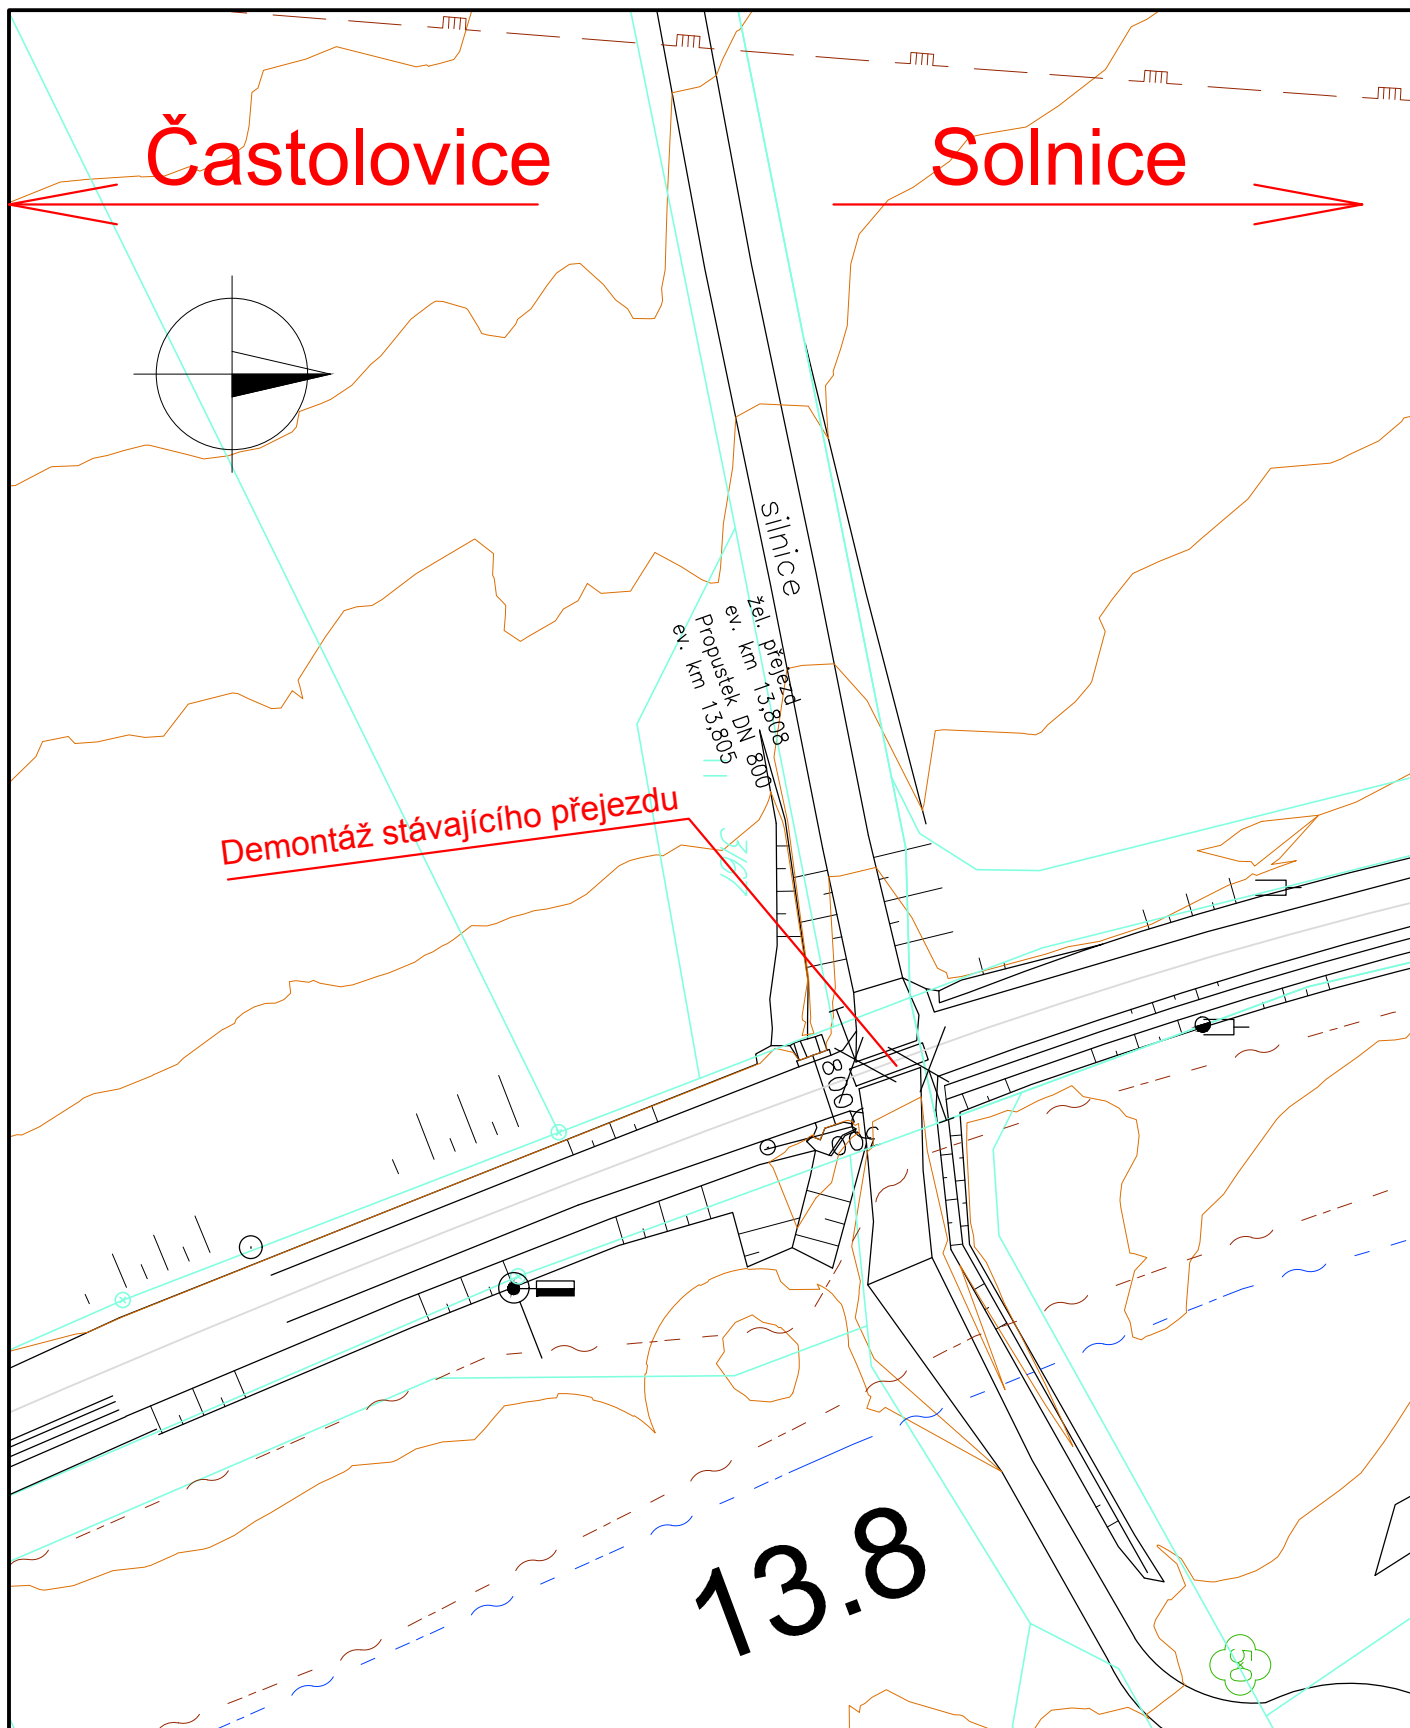 Častolovice
Solnice
silnice
žel. přejezd
ev. km 13,808
Propustek DN 800
ev. km 13,805
Demontáž stávajícího přejezdu
800
13.8